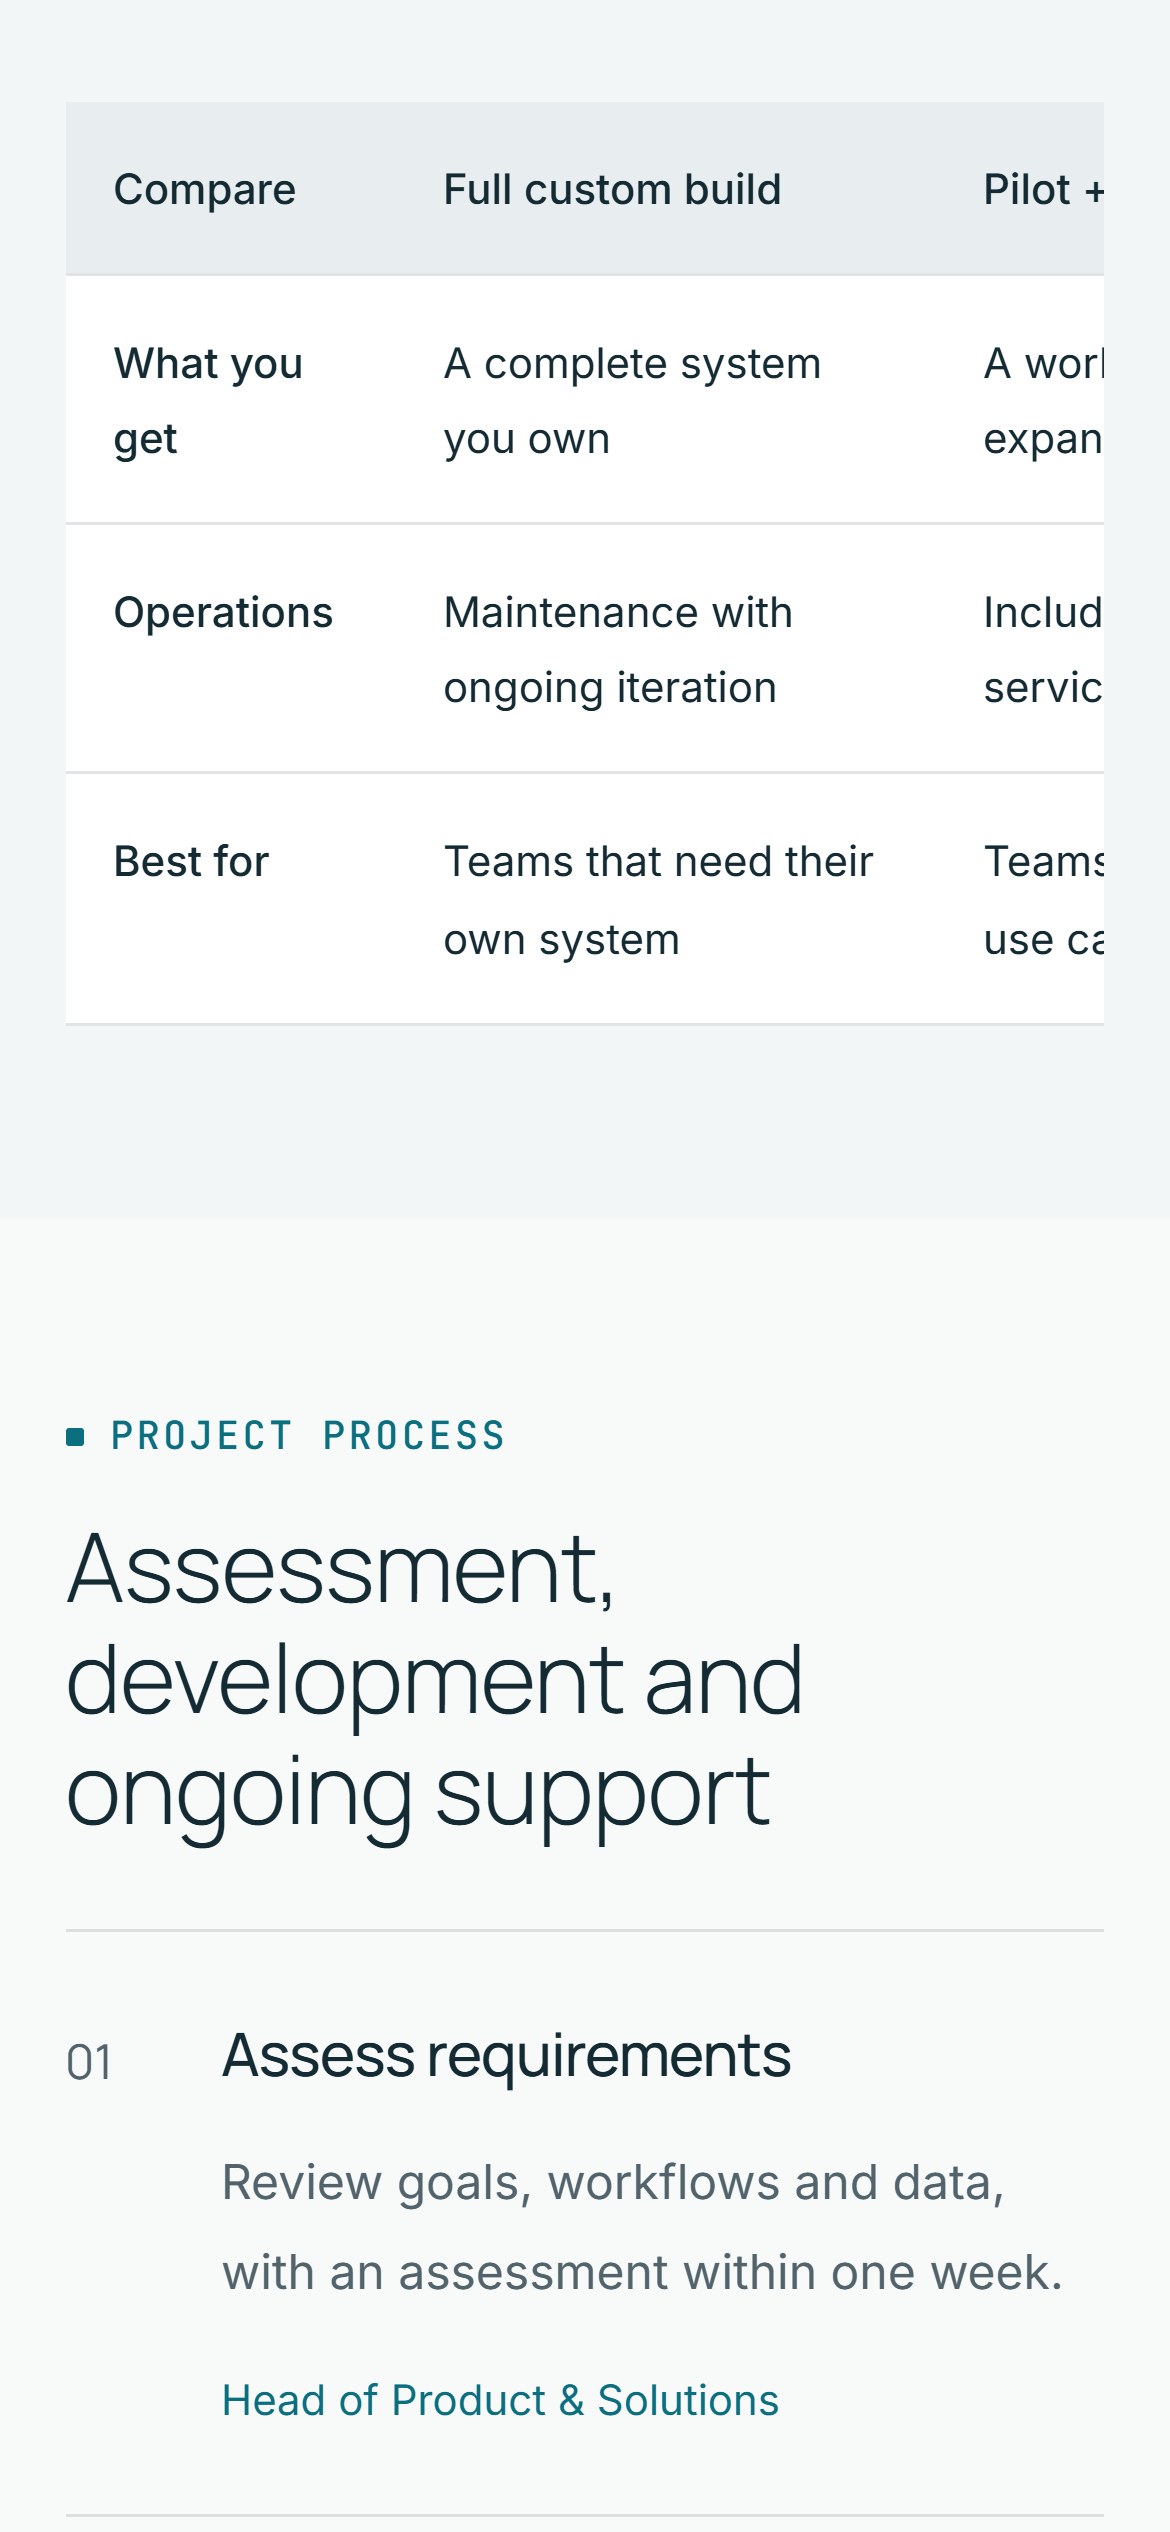 Compare Full custom build Pilot +
What you A complete system A
get you own
Operations Maintenance with
ongoing iteration
Best for Teams that need their Teams
own system use
PROJECT PROCESS
Assessment,
development and
ongoing support
01 Assess requirements
Review goals, workflows and data,
with an assessment within one week.
Head of Product & Solutions